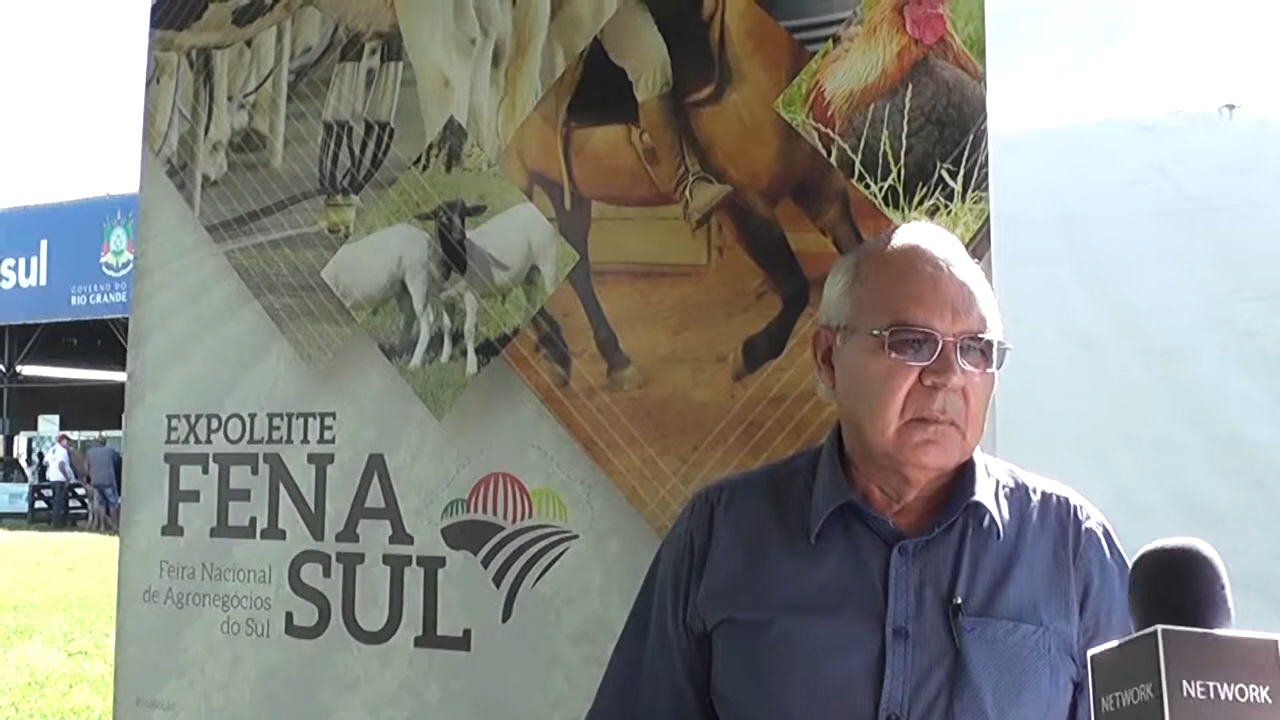 sul
GOVERNO DO
RIO GRANDE
EXPOLEITE
FENA
SUL
Feira Nacional
de Agronegócios
do Sul
NETWORK
NETWORK